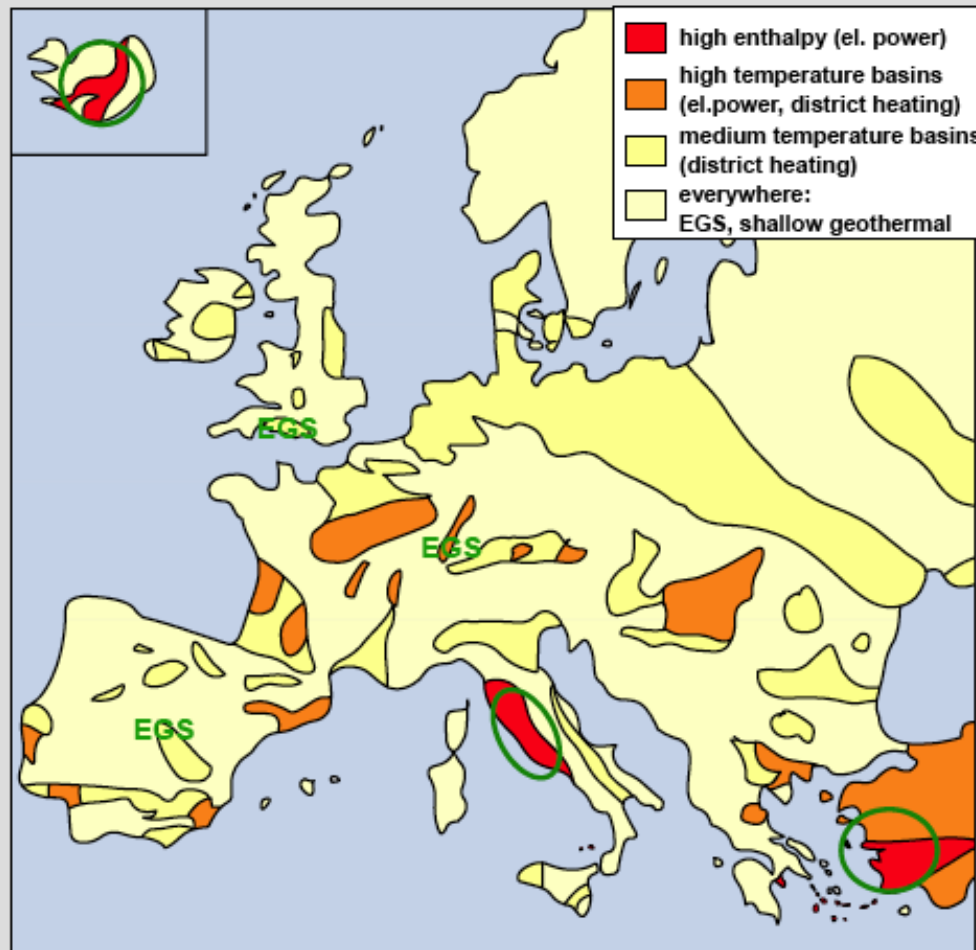 high enthalpy (el. power)
high temperature basins
(el.power, district heating)
medium temperature basins
(district heating)
everywhere:
EGS, shallow geothermal
EGS
EGS
EGS